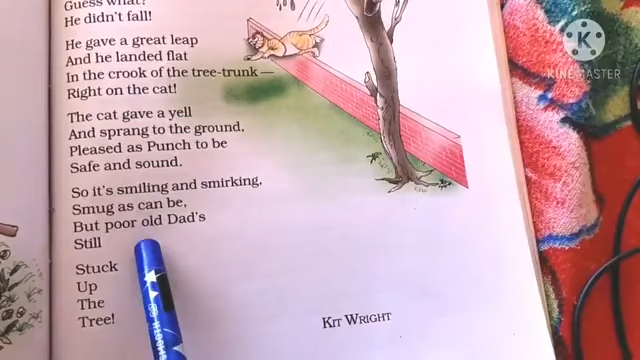 Guess what?
He didn't fall!
He gave a great leap
And he landed flat
In the crook of the tree-trunk —
Right on the cat!
The cat gave a yell
And sprang to the ground,
Pleased as Punch to be
Safe and sound.
So it's smiling and smirking,
Smug as can be,
But poor old Dad's
Still
Stuck
Up
The
Tree!
KIT WRIGHT
KINEMASTER